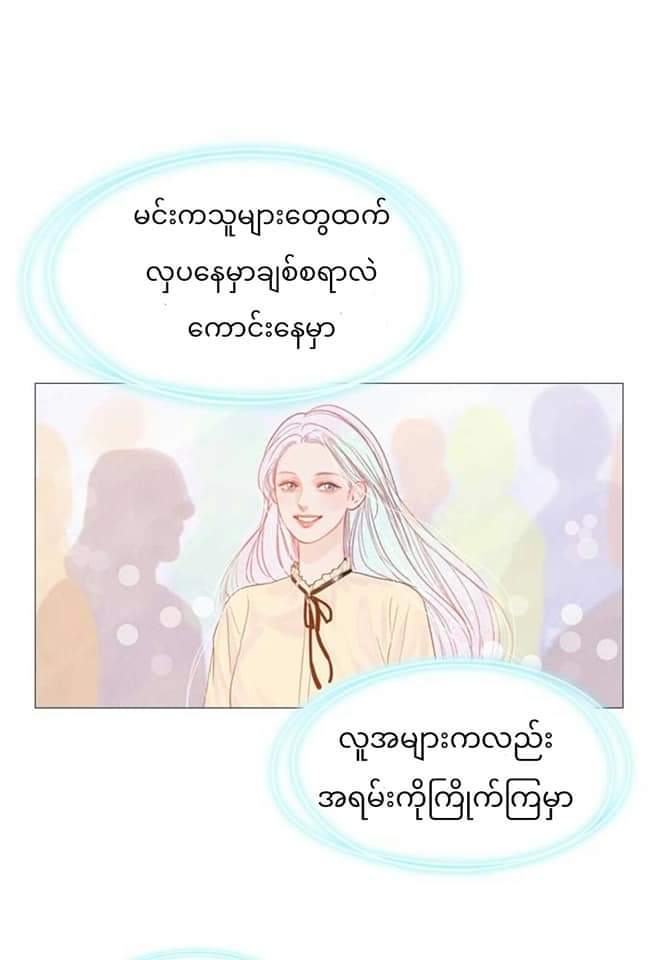 မင်းကသူများတွေထက်
လှပနေမှာချစ်စရာလဲ
ကောင်းနေမှာ
လူအများကလည်း
အရမ်းကိုကြိုက်ကြမှာ